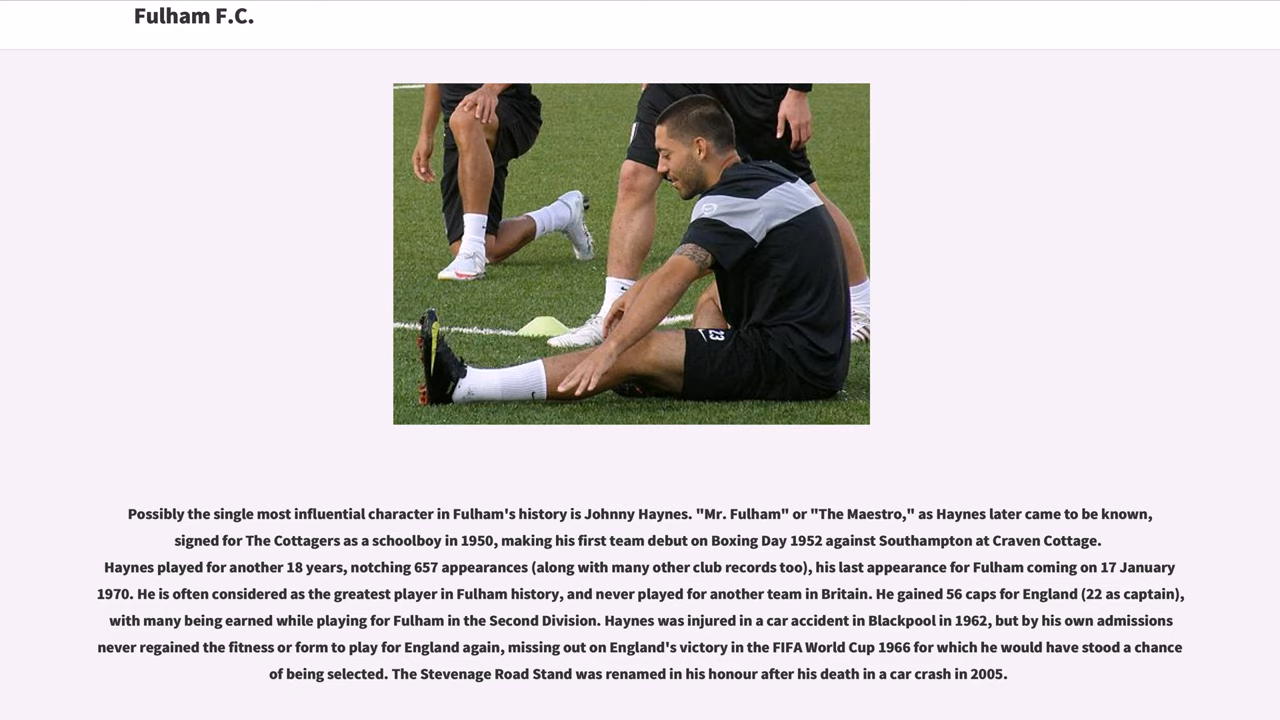 Fulham F.C.
23
Possibly the single most influential character in Fulham's history is Johnny Haynes. "Mr. Fulham" or "The Maestro," as Haynes later came to be known,
signed for The Cottagers as a schoolboy in 1950, making his first team debut on Boxing Day 1952 against Southampton at Craven Cottage.
Haynes played for another 18 years, notching 657 appearances (along with many other club records too), his last appearance for Fulham coming on 17 January
1970. He is often considered as the greatest player in Fulham history, and never played for another team in Britain. He gained 56 caps for England (22 as captain),
with many being earned while playing for Fulham in the Second Division. Haynes was injured in a car accident in Blackpool in 1962, but by his own admissions
never regained the fitness or form to play for England again, missing out on England's victory in the FIFA World Cup 1966 for which he would have stood a chance
of being selected. The Stevenage Road Stand was renamed in his honour after his death in a car crash in 2005.